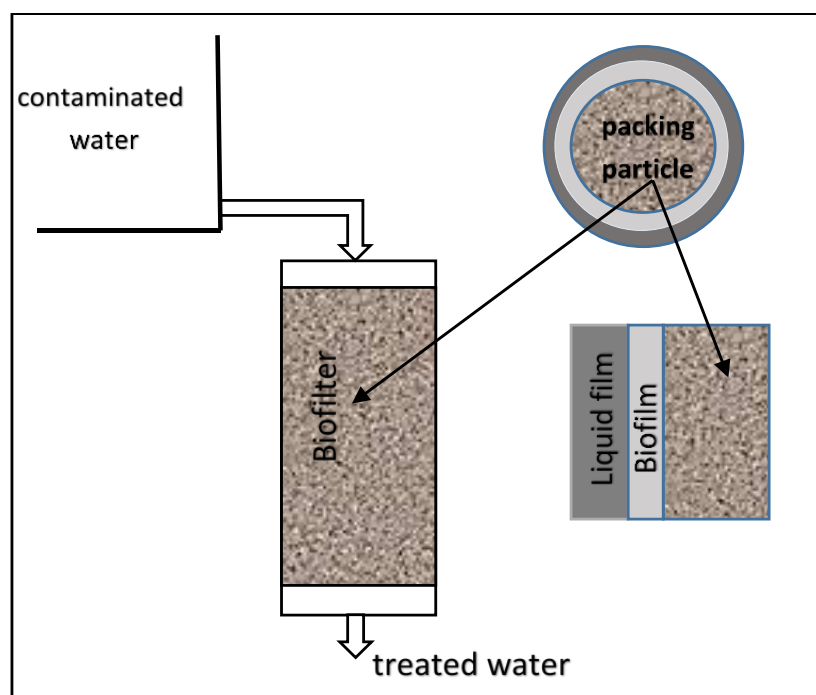 contaminated
water
packing
particle
Biofilter
Liquid film
Biofilm
treated water